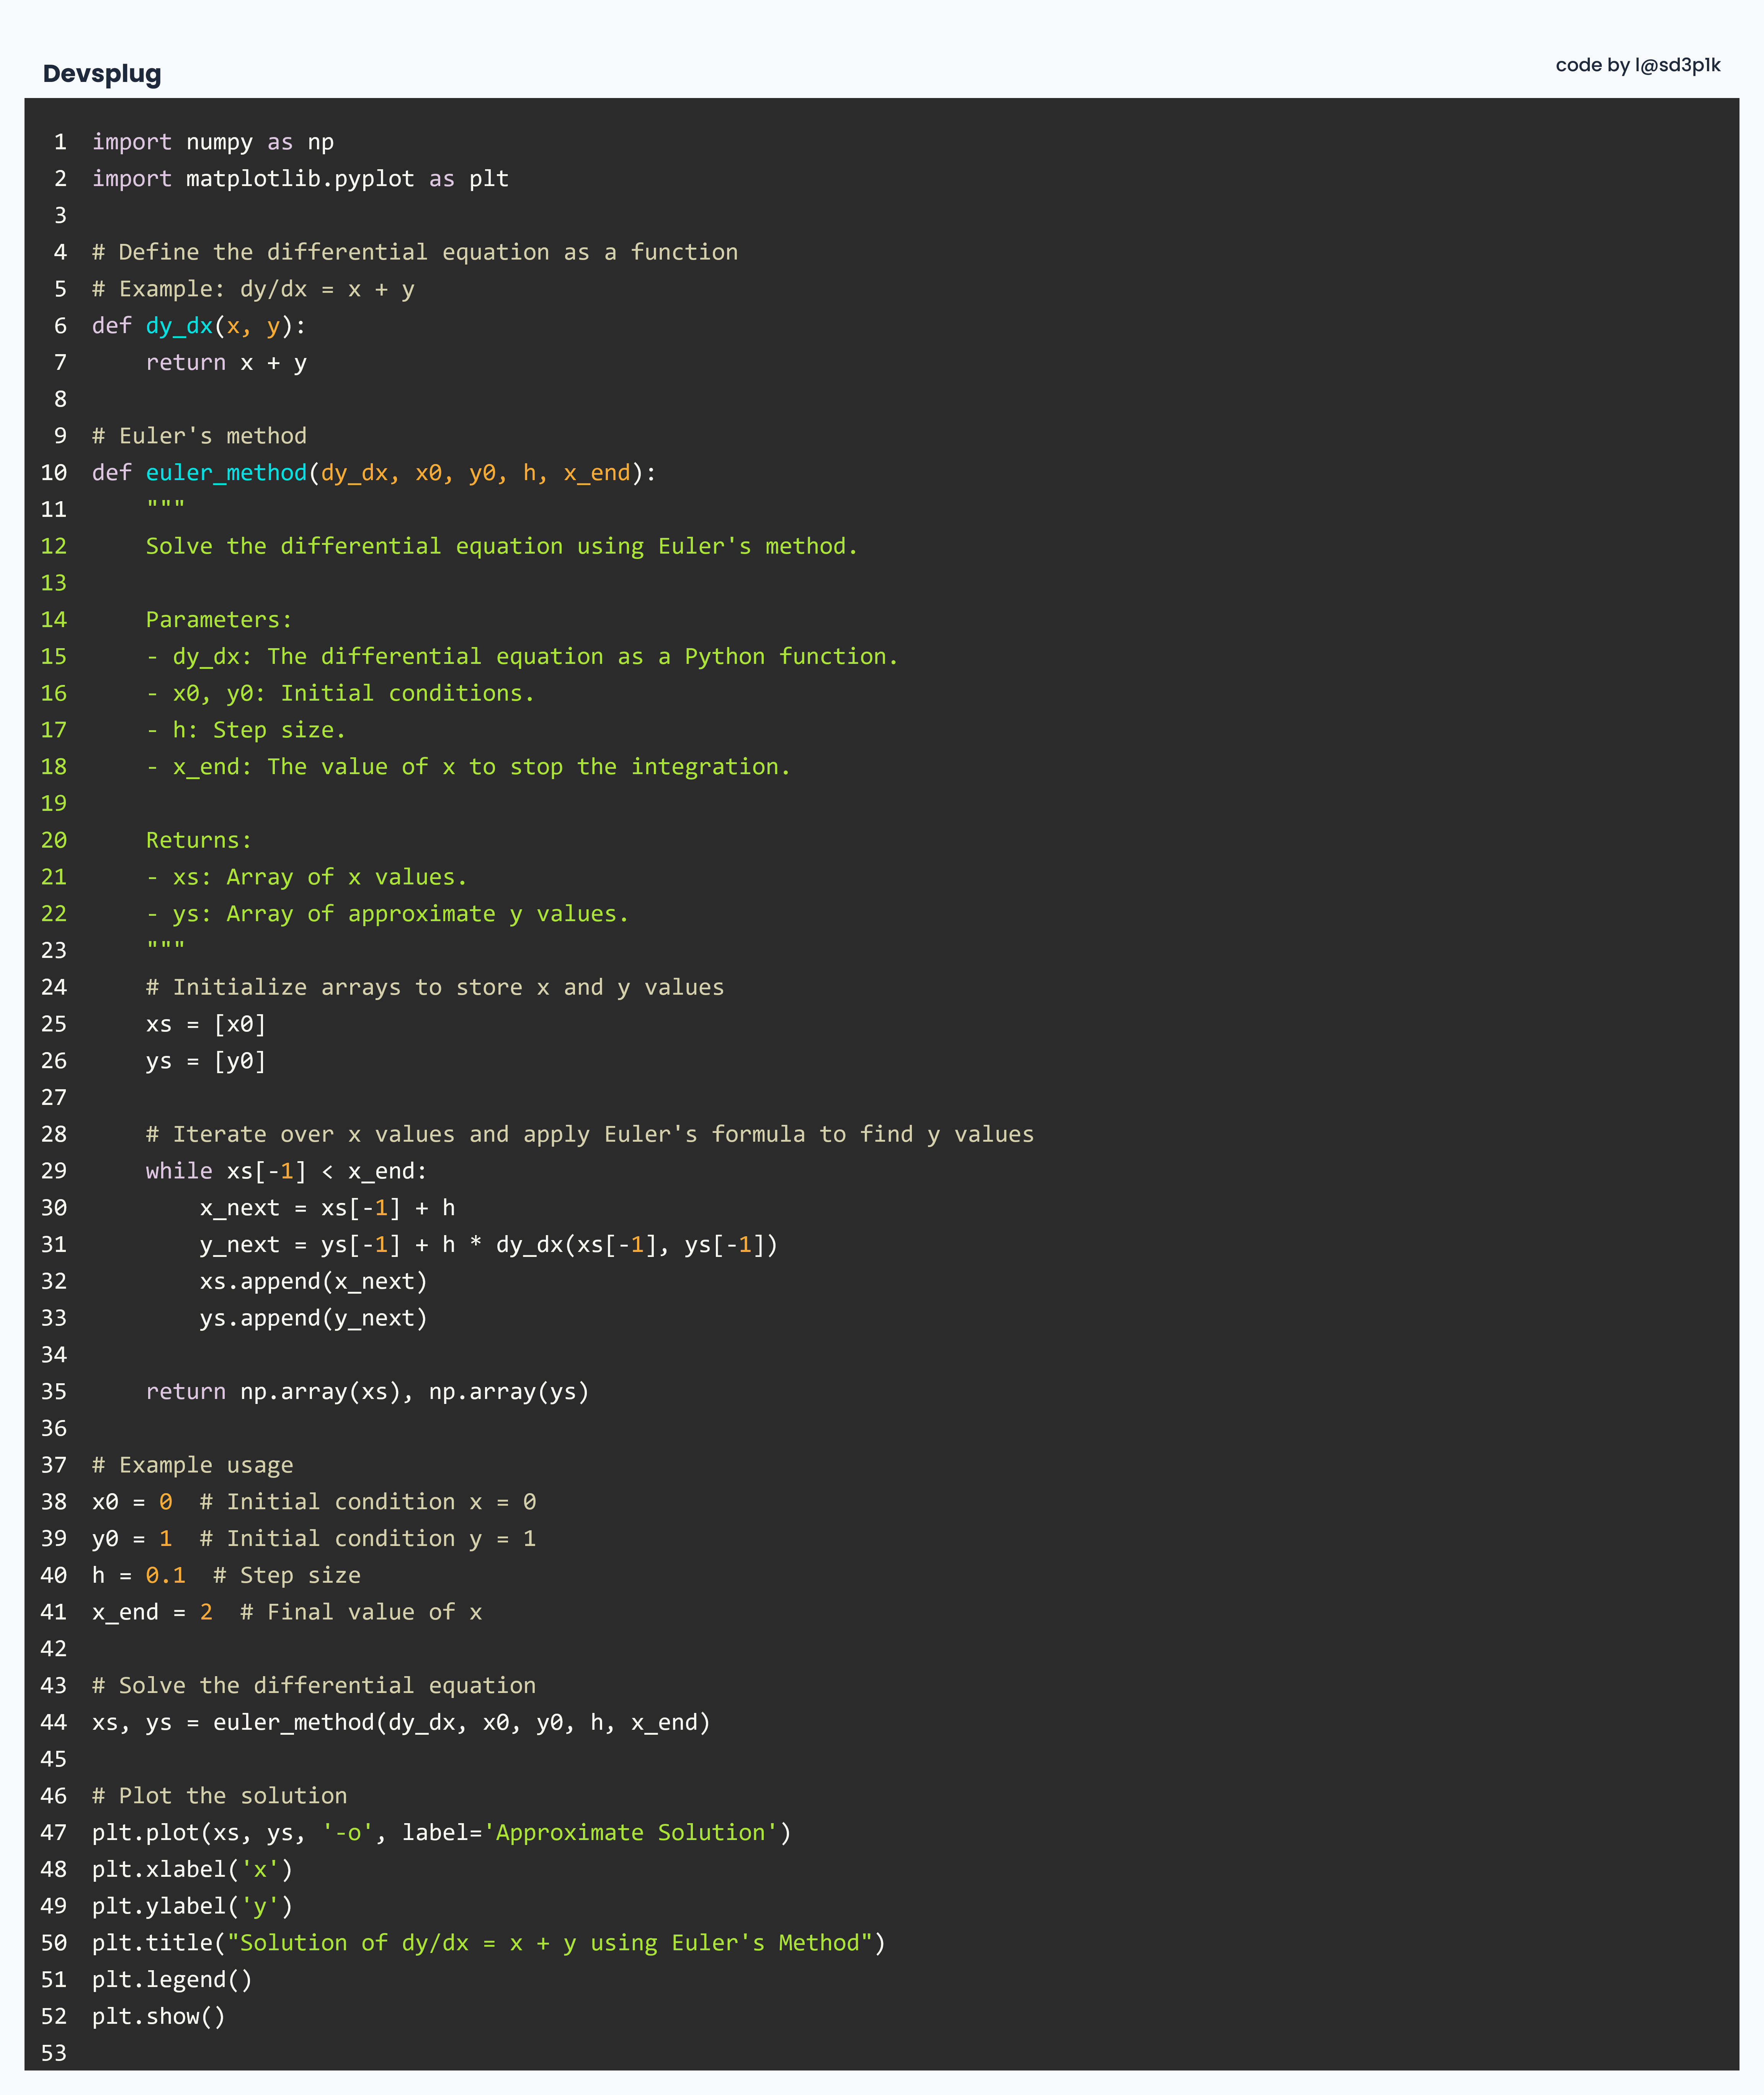 Devsplug
code by l@sd3p1k
1 import numpy as np
2 import matplotlib.pyplot as plt
3
4 # Define the differential equation as a function
5 # Example: dy/dx = x + y
6 def dy_dx(x, y):
7     return x + y
8
9 # Euler's method
10 def euler_method(dy_dx, x0, y0, h, x_end):
11     """
12     Solve the differential equation using Euler's method.
13
14     Parameters:
15     - dy_dx: The differential equation as a Python function.
16     - x0, y0: Initial conditions.
17     - h: Step size.
18     - x_end: The value of x to stop the integration.
19
20     Returns:
21     - xs: Array of x values.
22     - ys: Array of approximate y values.
23     """
24     # Initialize arrays to store x and y values
25     xs = [x0]
26     ys = [y0]
27
28     # Iterate over x values and apply Euler's formula to find y values
29     while xs[-1] < x_end:
30         x_next = xs[-1] + h
31         y_next = ys[-1] + h * dy_dx(xs[-1], ys[-1])
32         xs.append(x_next)
33         ys.append(y_next)
34
35     return np.array(xs), np.array(ys)
36
37 # Example usage
38 x0 = 0  # Initial condition x = 0
39 y0 = 1  # Initial condition y = 1
40 h = 0.1  # Step size
41 x_end = 2  # Final value of x
42
43 # Solve the differential equation
44 xs, ys = euler_method(dy_dx, x0, y0, h, x_end)
45
46 # Plot the solution
47 plt.plot(xs, ys, '-o', label='Approximate Solution')
48 plt.xlabel('x')
49 plt.ylabel('y')
50 plt.title("Solution of dy/dx = x + y using Euler's Method")
51 plt.legend()
52 plt.show()
53